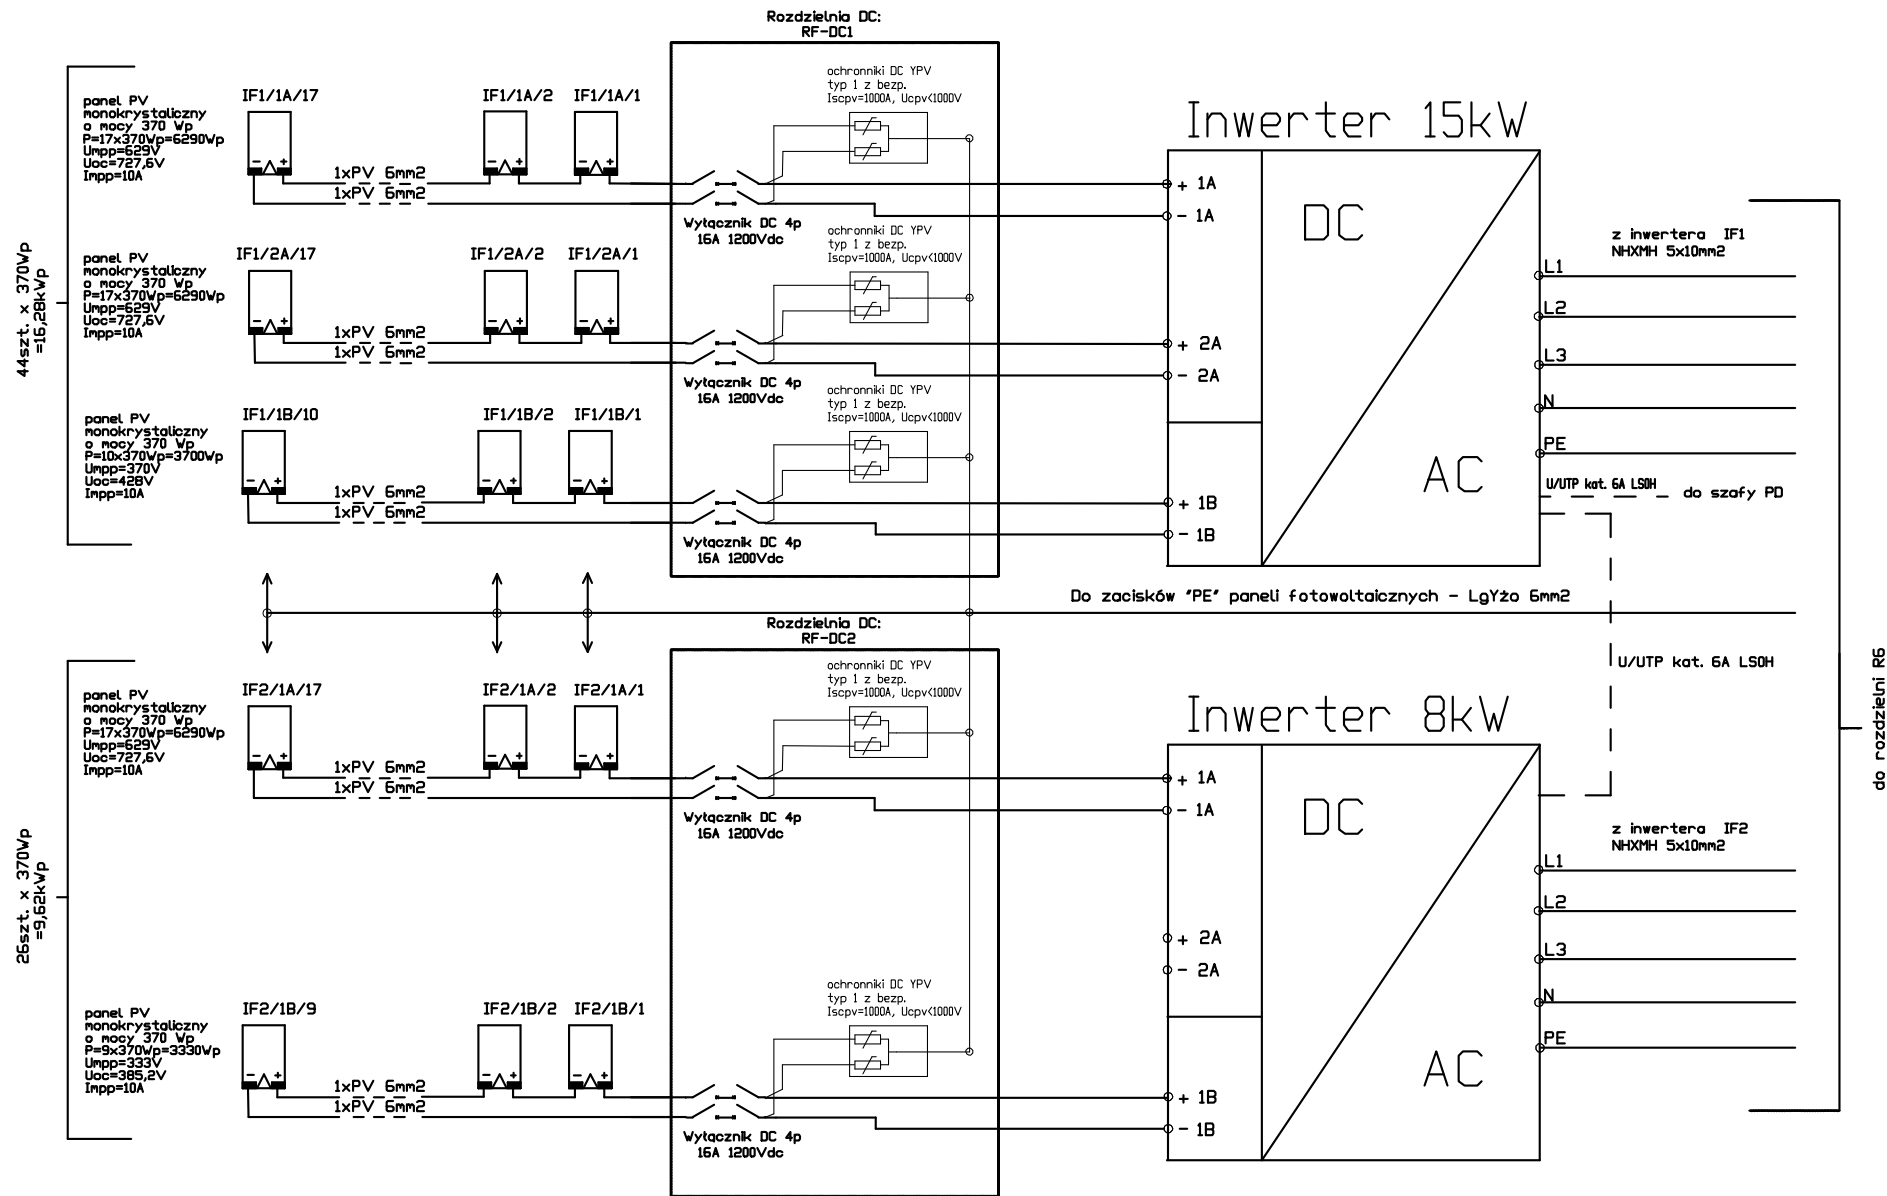 Rozdzielnia DC:
RF-DC1
44szt. x 370Wp
=16,28kWp
panel PV
monokrystaliczny
o mocy 370 Wp
P=17x370Wp=6290Wp
Umpp=629V
Uoc=727,6V
Impp=10A
IF1/1A/17
IF1/1A/2
IF1/1A/1
- +
- +
- +
1xPV 6mm2
1xPV 6mm2
ochronniki DC YPV
typ 1 z bezp.
Iscpv=1000A, Ucpv<1000V
Wyłącznik DC 4p
16A 1200Vdc
panel PV
monokrystaliczny
o mocy 370 Wp
P=17x370Wp=6290Wp
Umpp=629V
Uoc=727,6V
Impp=10A
IF1/2A/17
IF1/2A/2
IF1/2A/1
- +
- +
- +
1xPV 6mm2
1xPV 6mm2
ochronniki DC YPV
typ 1 z bezp.
Iscpv=1000A, Ucpv<1000V
Wyłącznik DC 4p
16A 1200Vdc
panel PV
monokrystaliczny
o mocy 370 Wp
P=10x370Wp=3700Wp
Umpp=370V
Uoc=428V
Impp=10A
IF1/1B/10
IF1/1B/2
IF1/1B/1
- +
- +
- +
1xPV 6mm2
1xPV 6mm2
ochronniki DC YPV
typ 1 z bezp.
Iscpv=1000A, Ucpv<1000V
Wyłącznik DC 4p
16A 1200Vdc
Inwerter 15kW
+ 1A
- 1A
+ 2A
- 2A
+ 1B
- 1B
DC
AC
z inwertera IF1
NHXMH 5x10mm2
L1
L2
L3
N
PE
U/UTP kat. 6A LSOH
do szafy PD
Do zacisków "PE" paneli fotowoltaicznych - LgYżo 6mm2
U/UTP kat. 6A LSOH
do rozdzielni R6
Rozdzielnia DC:
RF-DC2
26szt. x 370Wp
=9,62kWp
panel PV
monokrystaliczny
o mocy 370 Wp
P=17x370Wp=6290Wp
Umpp=629V
Uoc=727,6V
Impp=10A
IF2/1A/17
IF2/1A/2
IF2/1A/1
- +
- +
- +
1xPV 6mm2
1xPV 6mm2
ochronniki DC YPV
typ 1 z bezp.
Iscpv=1000A, Ucpv<1000V
Wyłącznik DC 4p
16A 1200Vdc
panel PV
monokrystaliczny
o mocy 370 Wp
P=9x370Wp=3330Wp
Umpp=333V
Uoc=385,2V
Impp=10A
IF2/1B/9
IF2/1B/2
IF2/1B/1
- +
- +
- +
1xPV 6mm2
1xPV 6mm2
ochronniki DC YPV
typ 1 z bezp.
Iscpv=1000A, Ucpv<1000V
Wyłącznik DC 4p
16A 1200Vdc
Inwerter 8kW
+ 1A
- 1A
+ 2A
- 2A
+ 1B
- 1B
DC
AC
z inwertera IF2
NHXMH 5x10mm2
L1
L2
L3
N
PE